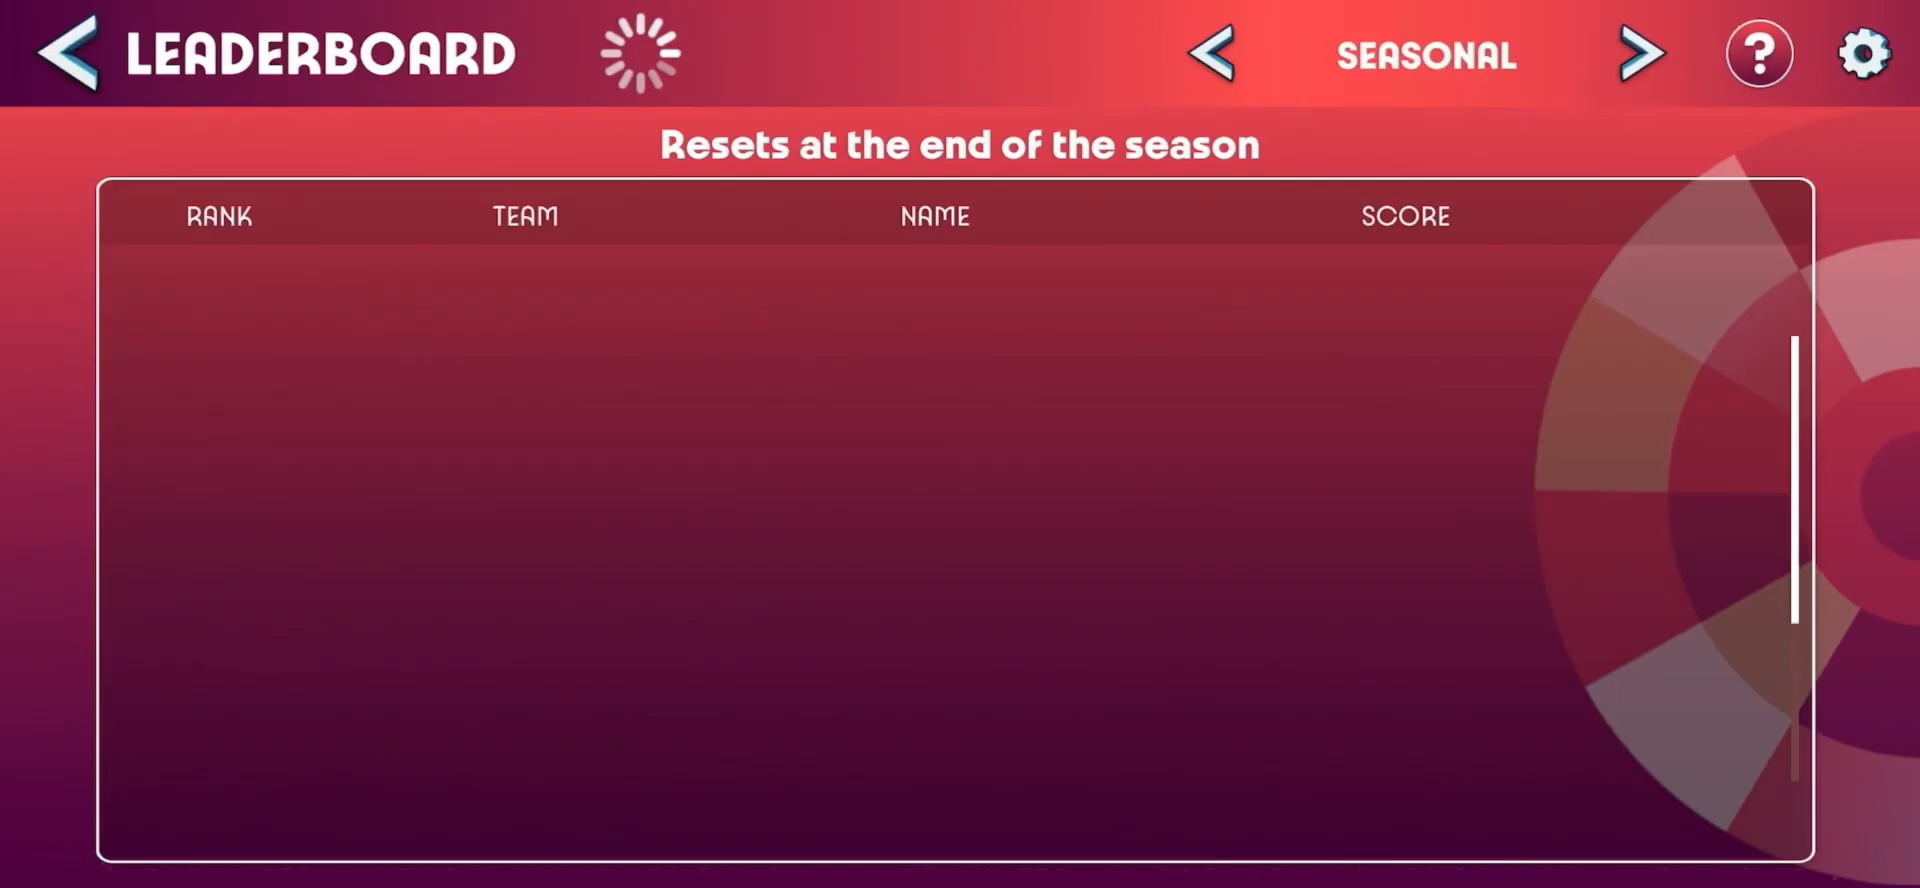 LEADERBOARD
SEASONAL
?
Resets at the end of the season
RANK TEAM NAME SCORE